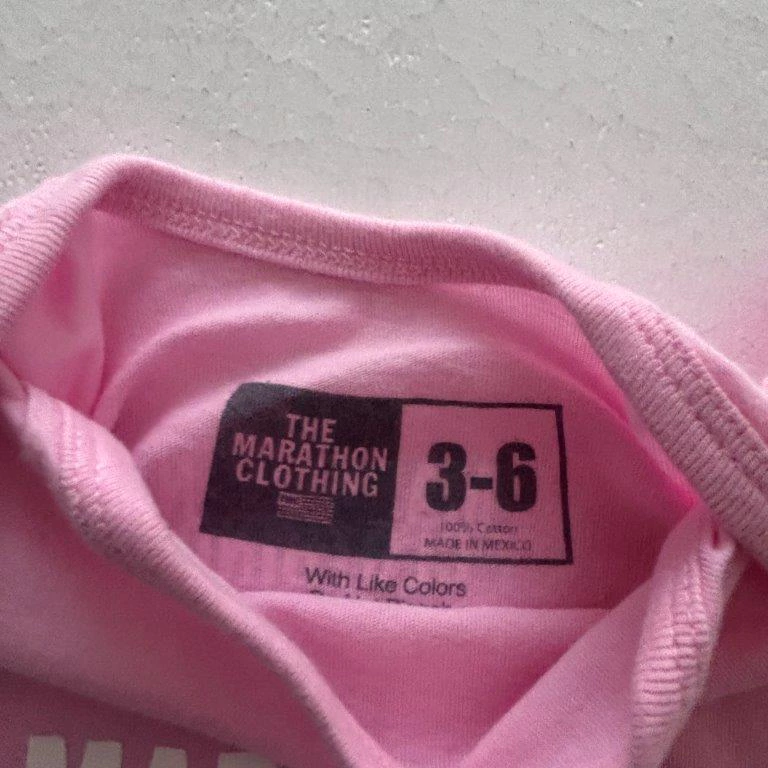 THE
MARATHON
CLOTHING
3-6
100% Cotton
MADE IN MEXICO
With Like Colors